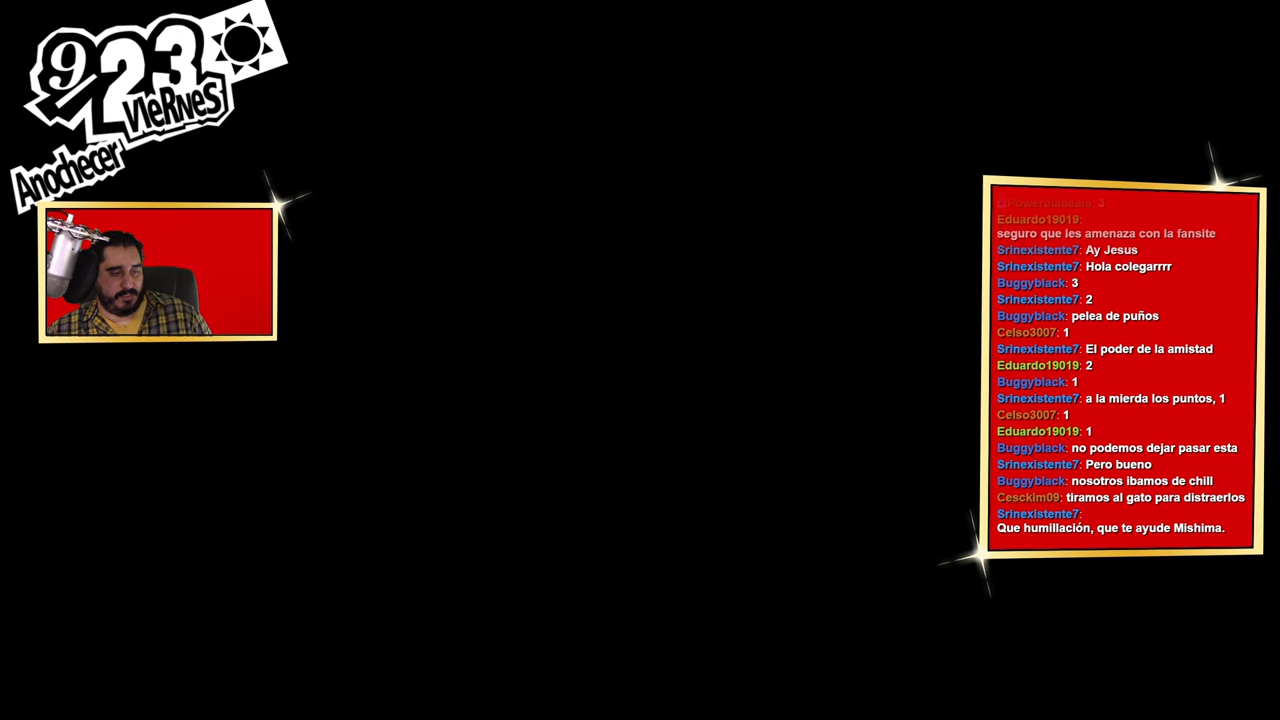 923
VIeRNes
Anochecer
Powerbladeals: 3
Eduardo19019:
seguro que les amenaza con la fansite
Srinexistente7: Ay Jesus
Srinexistente7: Hola colegarrrr
Buggyblack: 3
Srinexistente7: 2
Buggyblack: pelea de puños
Celso3007: 1
Srinexistente7: El poder de la amistad
Eduardo19019: 2
Buggyblack: 1
Srinexistente7: a la mierda los puntos, 1
Celso3007: 1
Eduardo19019: 1
Buggyblack: no podemos dejar pasar esta
Srinexistente7: Pero bueno
Buggyblack: nosotros ibamos de chill
Cesckim09: tiramos al gato para distraerlos
Srinexistente7:
Que humillación, que te ayude Mishima.